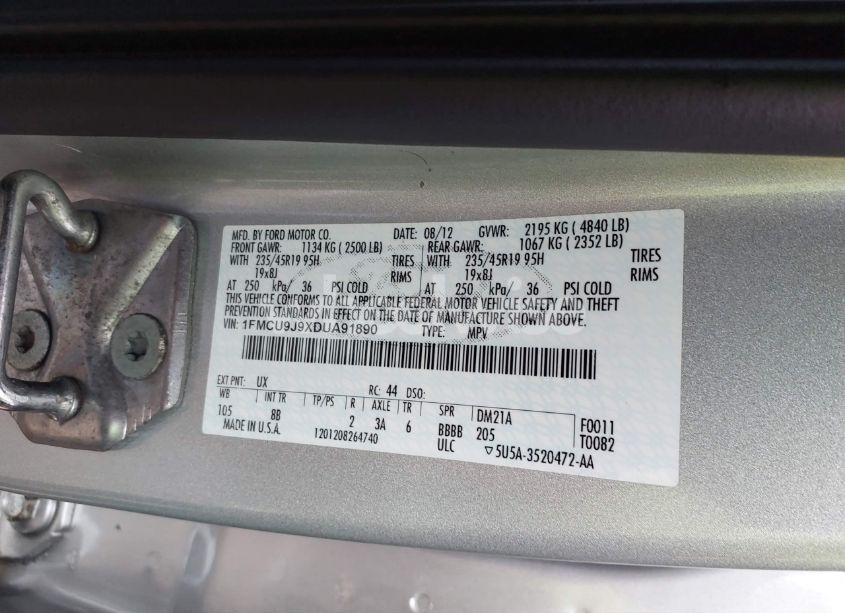 MFD. BY FORD MOTOR CO. DATE: 08/12 GVWR: 2195 KG ( 4840 LB)
FRONT GAWR: 1134 KG ( 2500 LB) REAR GAWR: 1067 KG ( 2352 LB)
WITH 235/45R19 95H TIRES WITH 235/45R19 95H TIRES
19x8J RIMS 19x8J RIMS
AT 250 kPa/ 36 PSI COLD AT 250 kPa/ 36 PSI COLD
THIS VEHICLE CONFORMS TO ALL APPLICABLE FEDERAL MOTOR VEHICLE SAFETY AND THEFT
PREVENTION STANDARDS IN EFFECT ON THE DATE OF MANUFACTURE SHOWN ABOVE.
VIN: 1FMCU9J9XDUA91890 TYPE: MPV
EXT PNT: UX RC: 44 DSO:
WB INT TR TP/PS R AXLE TR SPR DM21A F0011
105 8B 2 3A 6 BBBB 205 T0082
MADE IN U.S.A. 1201208264740 ULC ▽5U5A-3520472-AA